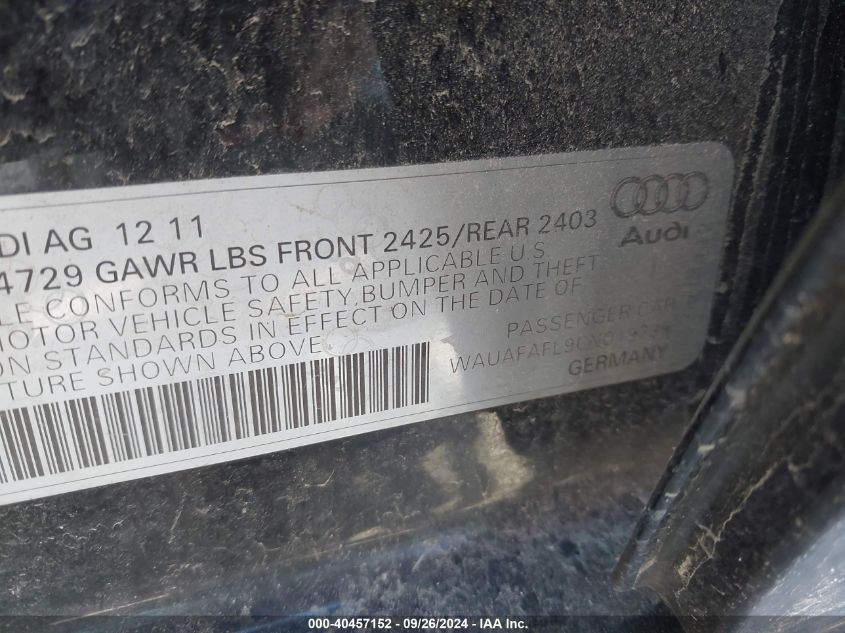 DI AG 12 11
4729 GAWR LBS FRONT 2425/REAR 2403
LE CONFORMS TO ALL APPLICABLE U.S.
MOTOR VEHICLE SAFETY, BUMPER AND THEFT
ON STANDARDS IN EFFECT ON THE DATE OF
TURE SHOWN ABOVE
Audi
PASSENGER CAR
GERMANY
000-40457152 - 09/26/2024 - IAA Inc.